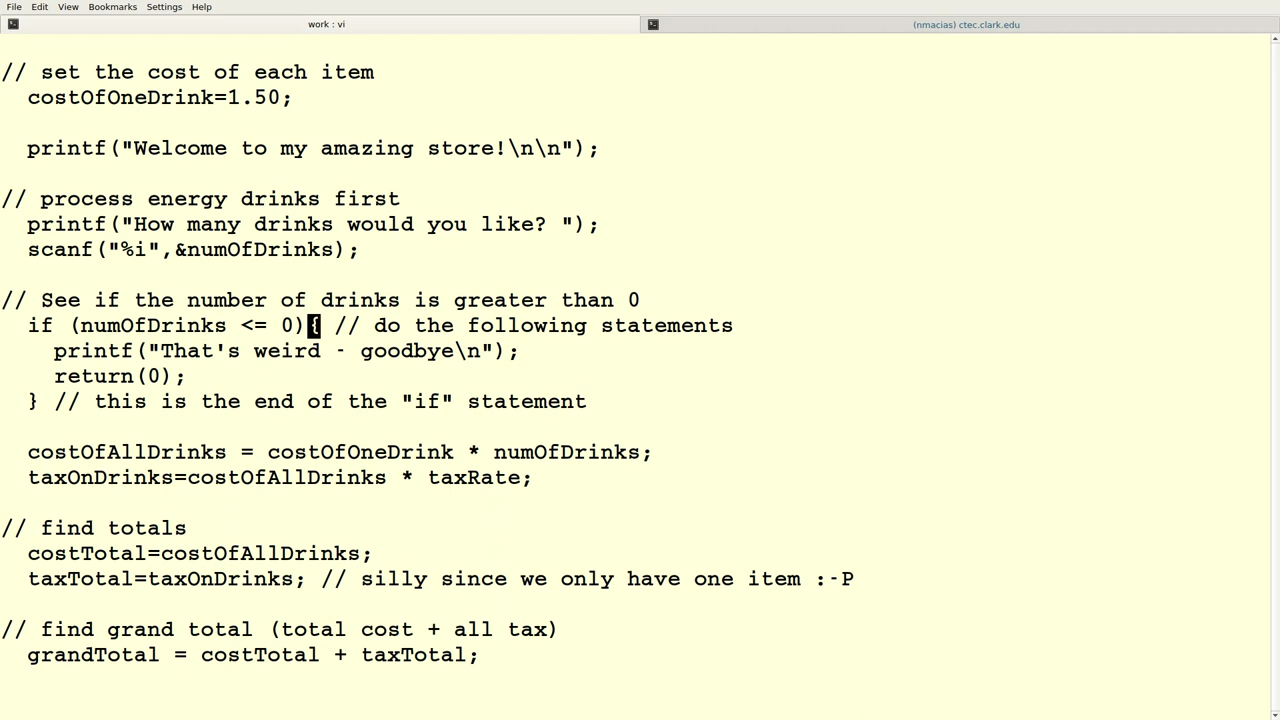 File Edit View Bookmarks Settings Help
work : vi
(nmacias) ctec.clark.edu
// set the cost of each item
  costOfOneDrink=1.50;
  printf("Welcome to my amazing store!\n\n");
// process energy drinks first
  printf("How many drinks would you like? ");
  scanf("%i",&numOfDrinks);
// See if the number of drinks is greater than 0
  if (numOfDrinks <= 0){ // do the following statements
    printf("That's weird - goodbye\n");
    return(0);
  } // this is the end of the "if" statement
  costOfAllDrinks = costOfOneDrink * numOfDrinks;
  taxOnDrinks=costOfAllDrinks * taxRate;
// find totals
  costTotal=costOfAllDrinks;
  taxTotal=taxOnDrinks; // silly since we only have one item :-P
// find grand total (total cost + all tax)
  grandTotal = costTotal + taxTotal;